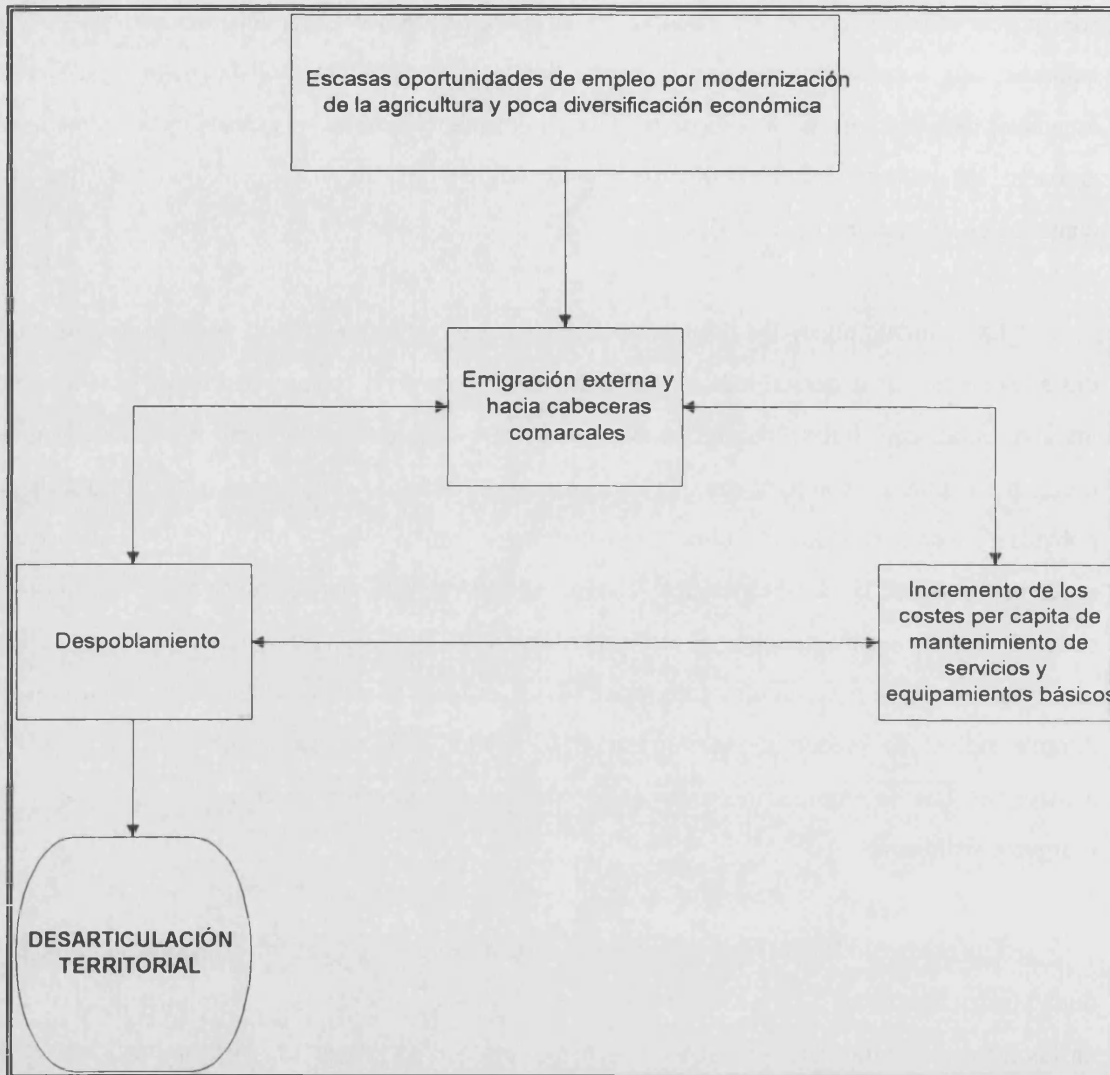 Escasas oportunidades de empleo por modernización
de la agricultura y poca diversificación económica
Emigración externa y
hacia cabeceras
comarcales
Despoblamiento
Incremento de los
costes per capita de
mantenimiento de
servicios y
equipamientos básicos
DESARTICULACIÓN
TERRITORIAL